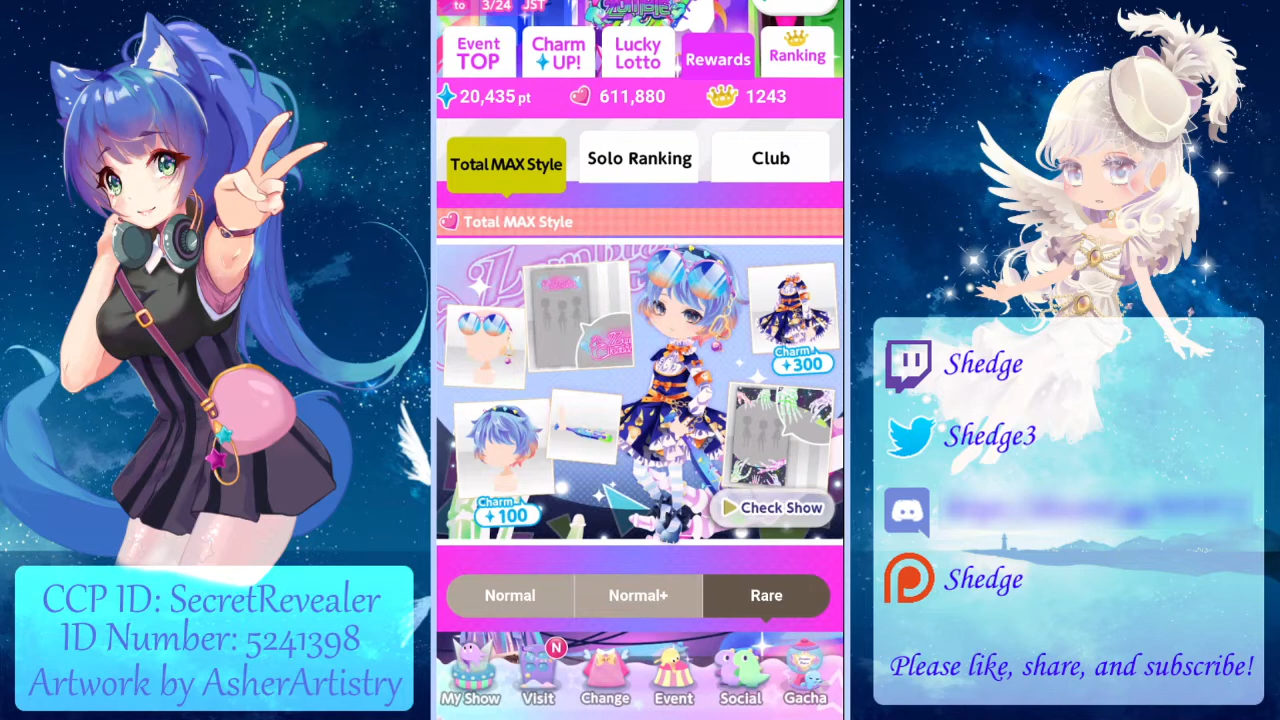 to 3/24 JST
Event TOP
Charm UP!
Lucky Lotto
Rewards
Ranking
20,435 pt
611,880
1243
Total MAX Style
Solo Ranking
Club
Total MAX Style
Charm
+300
Charm
+100
Check Show
Normal
Normal+
Rare
N
My Show
Visit
Change
Event
Social
Gacha
CCP ID: SecretRevealer
ID Number: 5241398
Artwork by AsherArtistry
Shedge
Shedge3
Shedge
Please like, share, and subscribe!